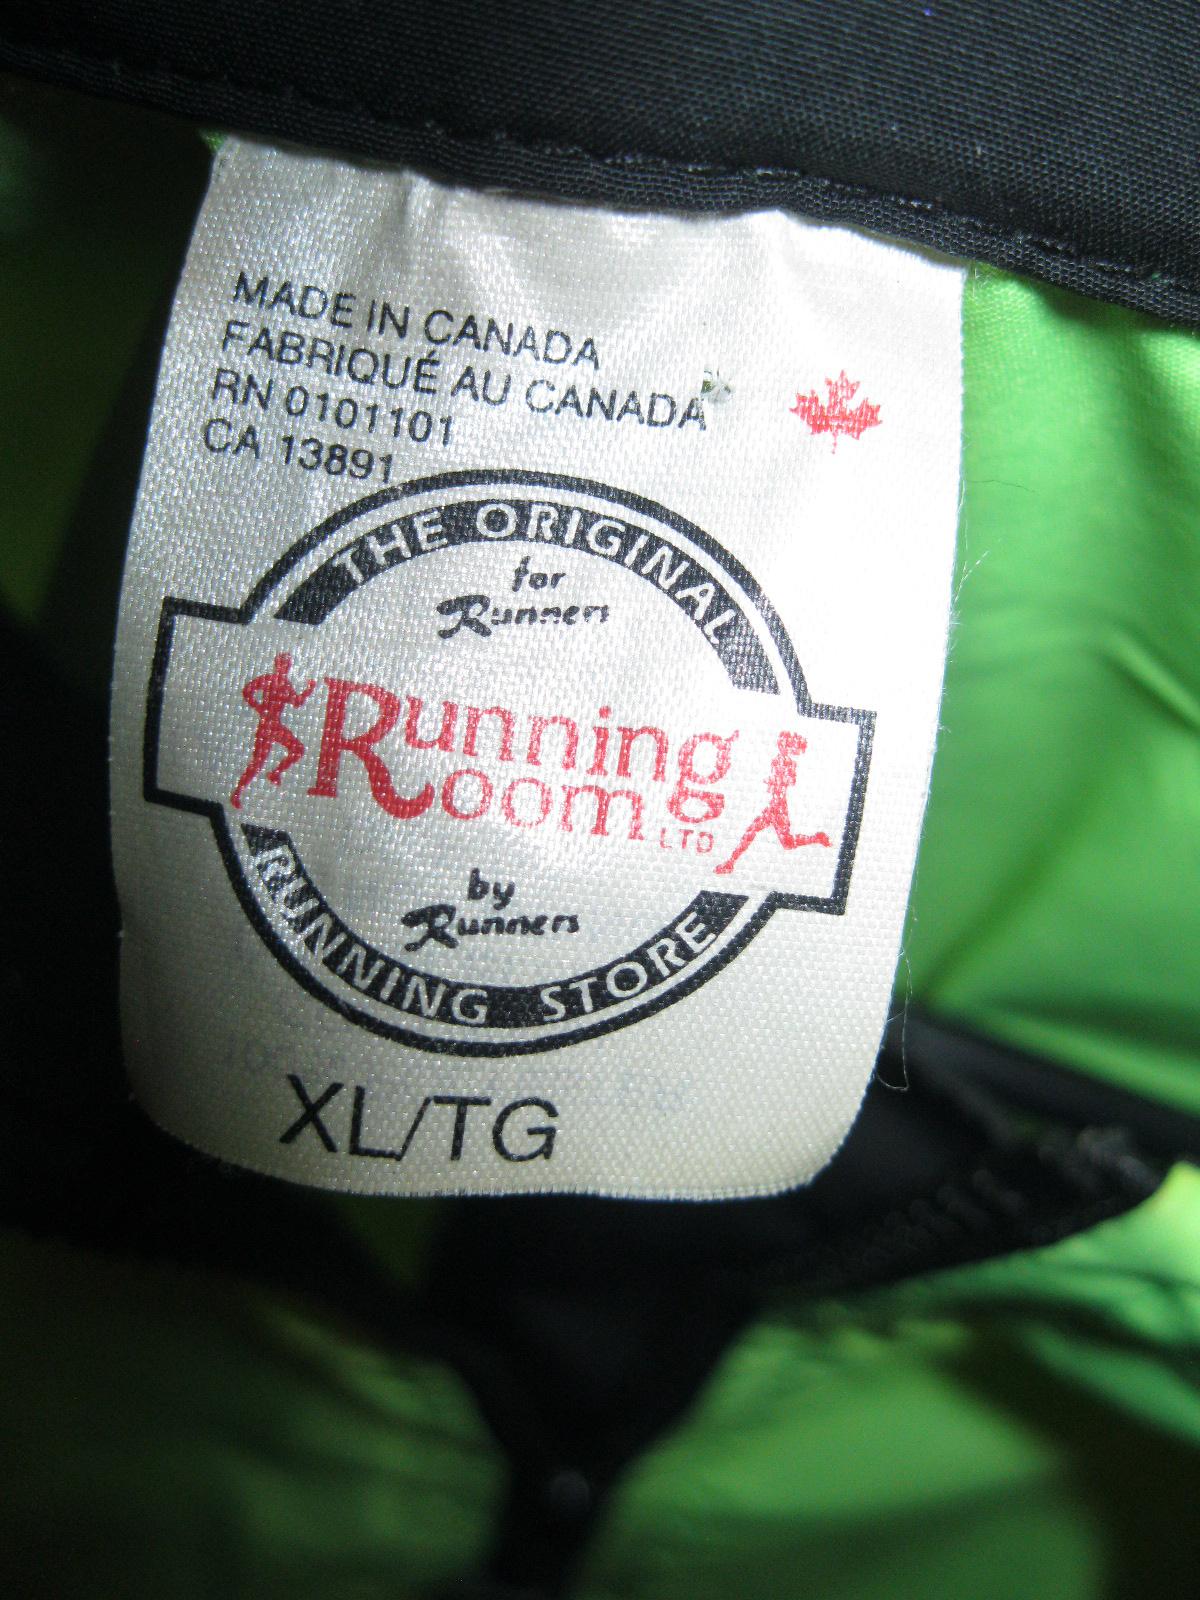 MADE IN CANADA
FABRIQUÉ AU CANADA
RN 0101101
CA 13891
THE ORIGINAL
for
Runners
Running
Room LTD
by
Runners
RUNNING STORE
XL/TG